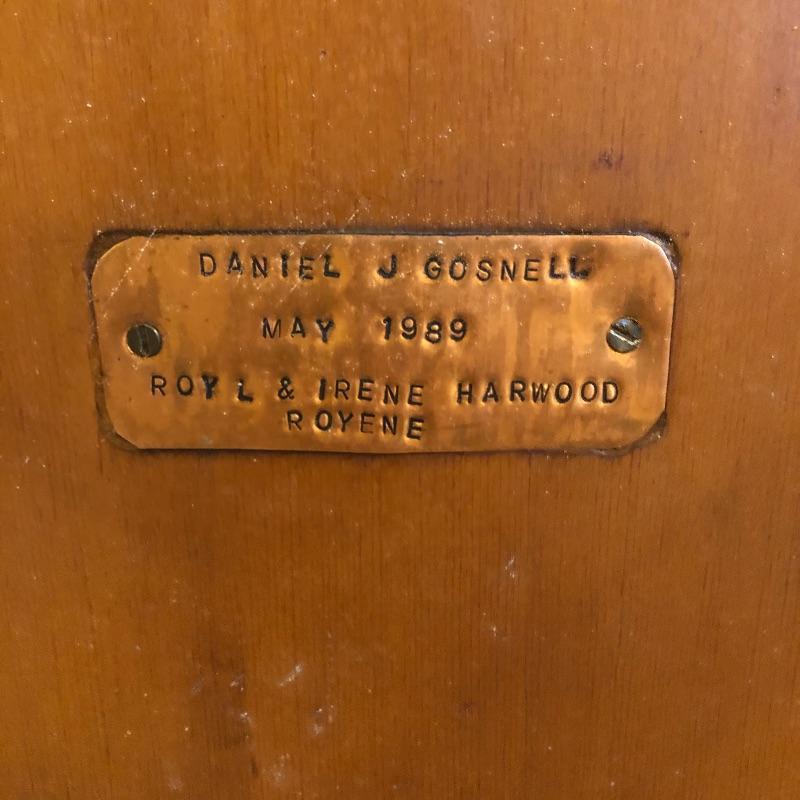 DANIEL J GOSNELL
MAY 1989
ROY L & IRENE HARWOOD
ROYENE